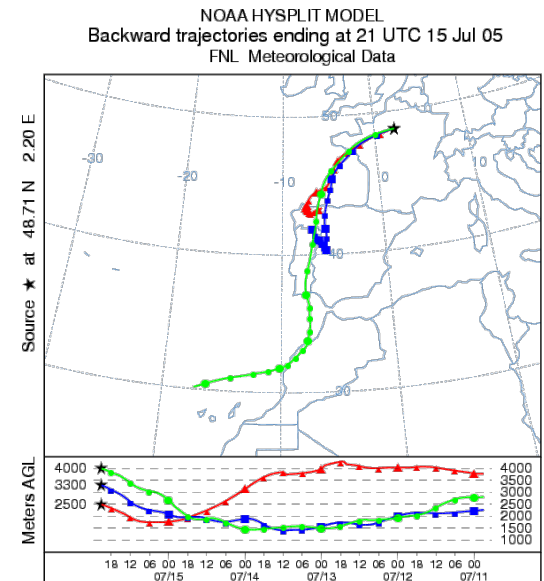 NOAA HYSPLIT MODEL
Backward trajectories ending at 21 UTC 15 Jul 05
FNL Meteorological Data
Source ★ at 48.71 N 2.20 E
50
-30
-20
-10
0
10
40
30
Meters AGL
4000
3300
2500
4000
3500
3000
2500
2000
1500
1000
18 12 06 00 18 12 06 00 18 12 06 00 18 12 06 00 18 12 06 00
07/15 07/14 07/13 07/12 07/11